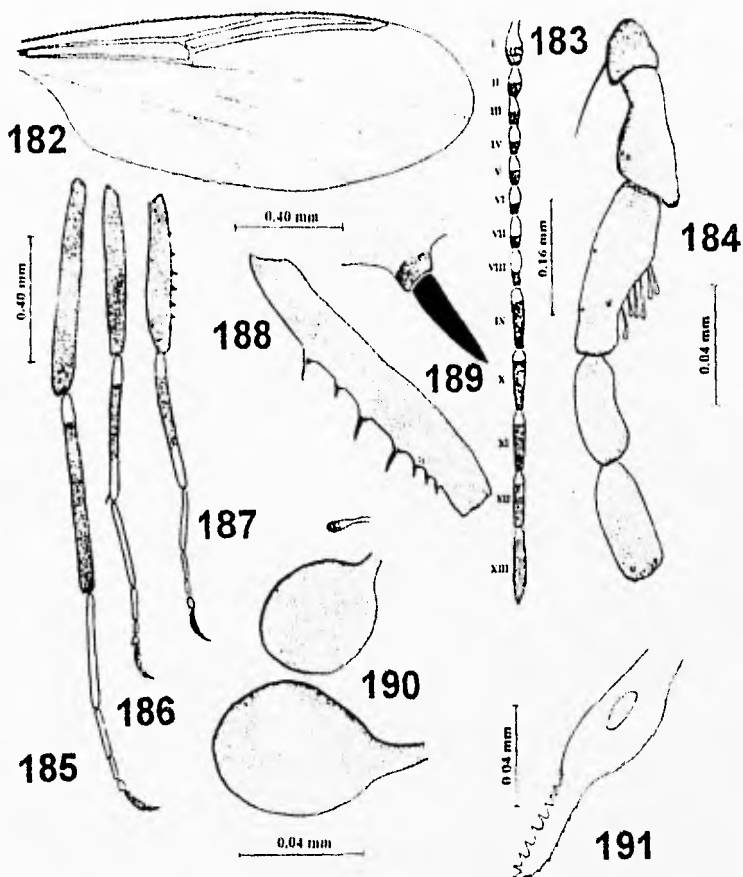 182
183
I
II
III
IV
V
VI
VII
VIII
IX
X
XI
XII
XIII
0.16 mm
184
0.04 mm
0.40 mm
0.40 mm
188
189
187
186
185
190
0.04 mm
0.04 mm
191